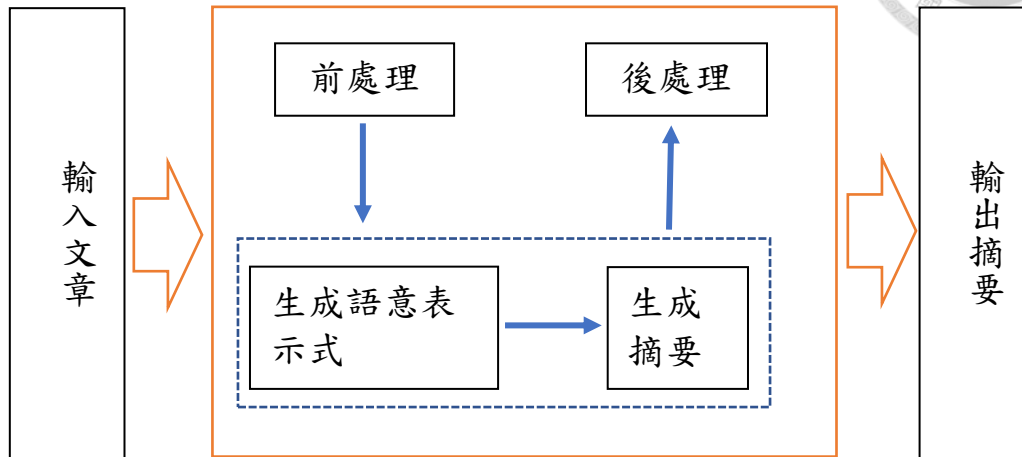 輸入文章
前處理
後處理
生成語意表
示式
生成
摘要
輸出摘要